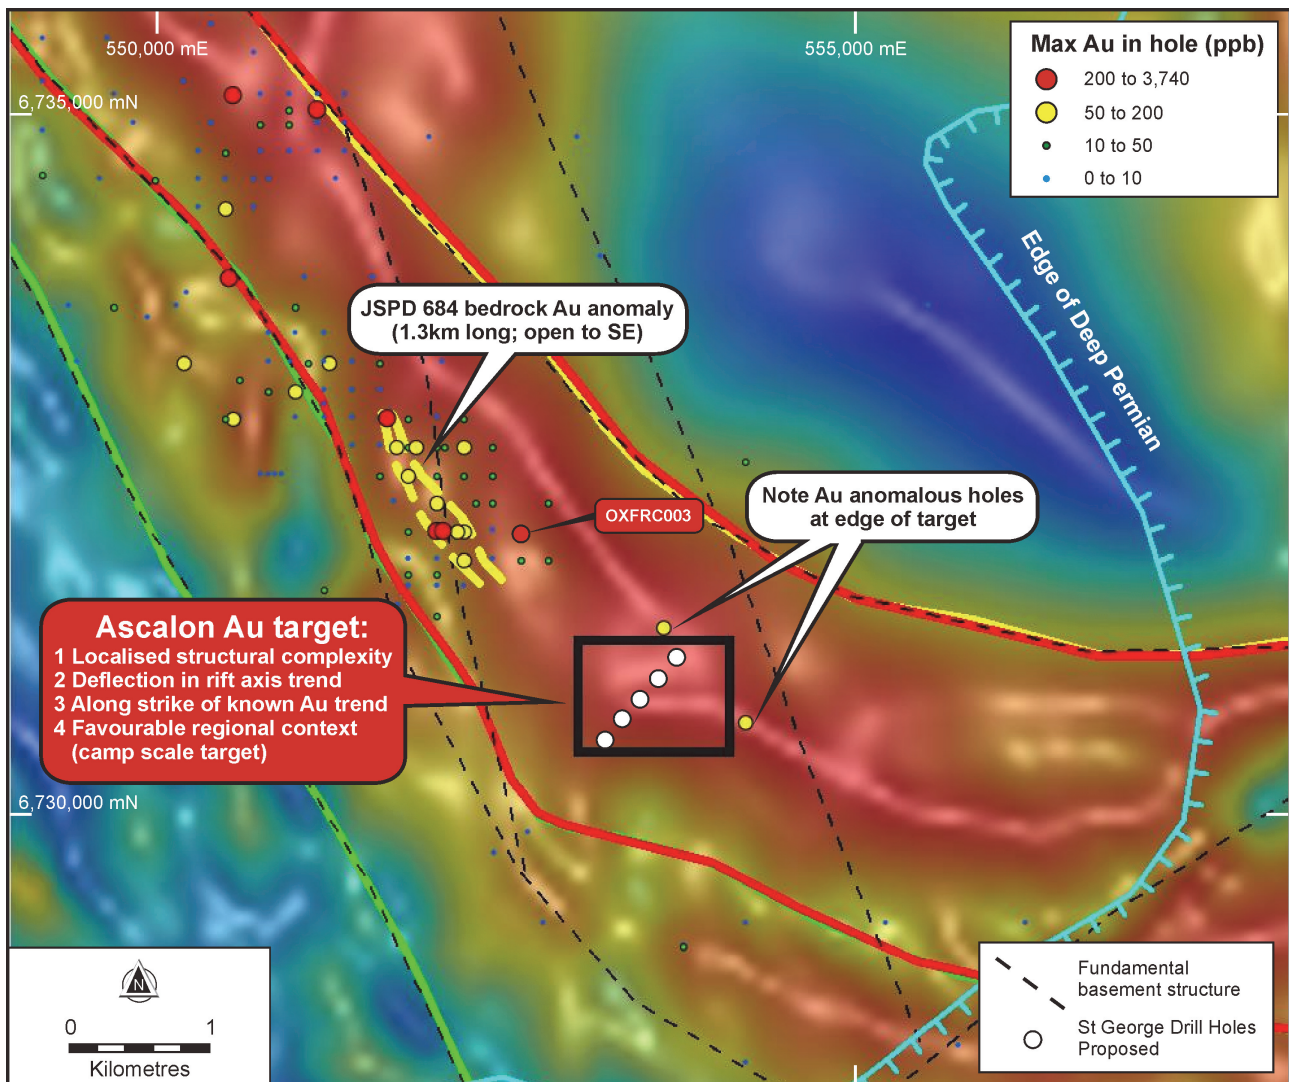 550,000 mE
555,000 mE
6,735,000 mN
Max Au in hole (ppb)
200 to 3,740
50 to 200
10 to 50
0 to 10
Edge of Deep Permian
JSPD 684 bedrock Au anomaly
(1.3km long; open to SE)
Note Au anomalous holes
at edge of target
OXFRC003
Ascalon Au target:
1 Localised structural complexity
2 Deflection in rift axis trend
3 Along strike of known Au trend
4 Favourable regional context
(camp scale target)
6,730,000 mN
N
0 1
Kilometres
Fundamental
basement structure
St George Drill Holes
Proposed